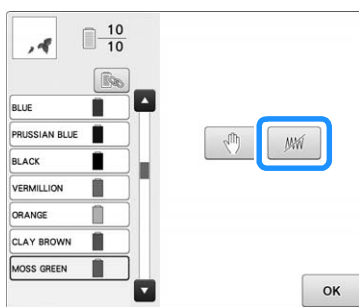 10
10
BLUE
PRUSSIAN BLUE
BLACK
VERMILLION
ORANGE
CLAY BROWN
MOSS GREEN
OK